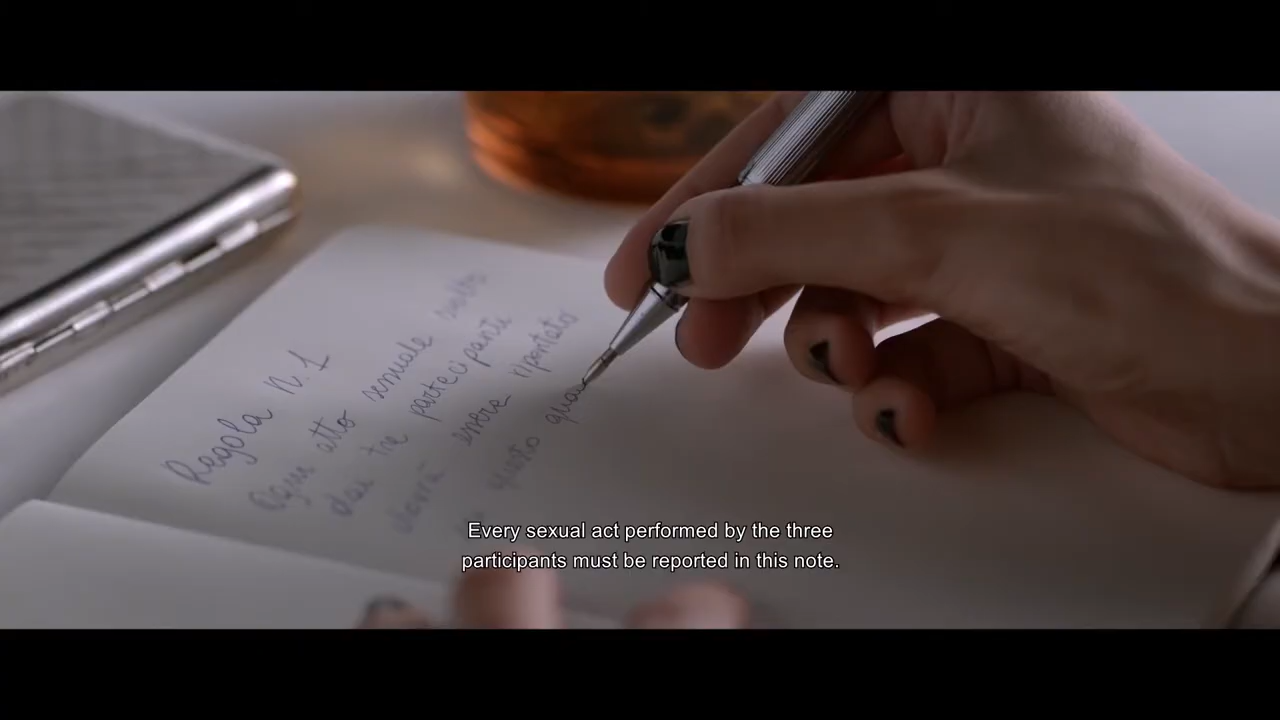 Regola N. 1
Ogni atto sessuale svolto
dai tre partecipanti
dovrà essere riportato
questo qua
Every sexual act performed by the three
participants must be reported in this note.